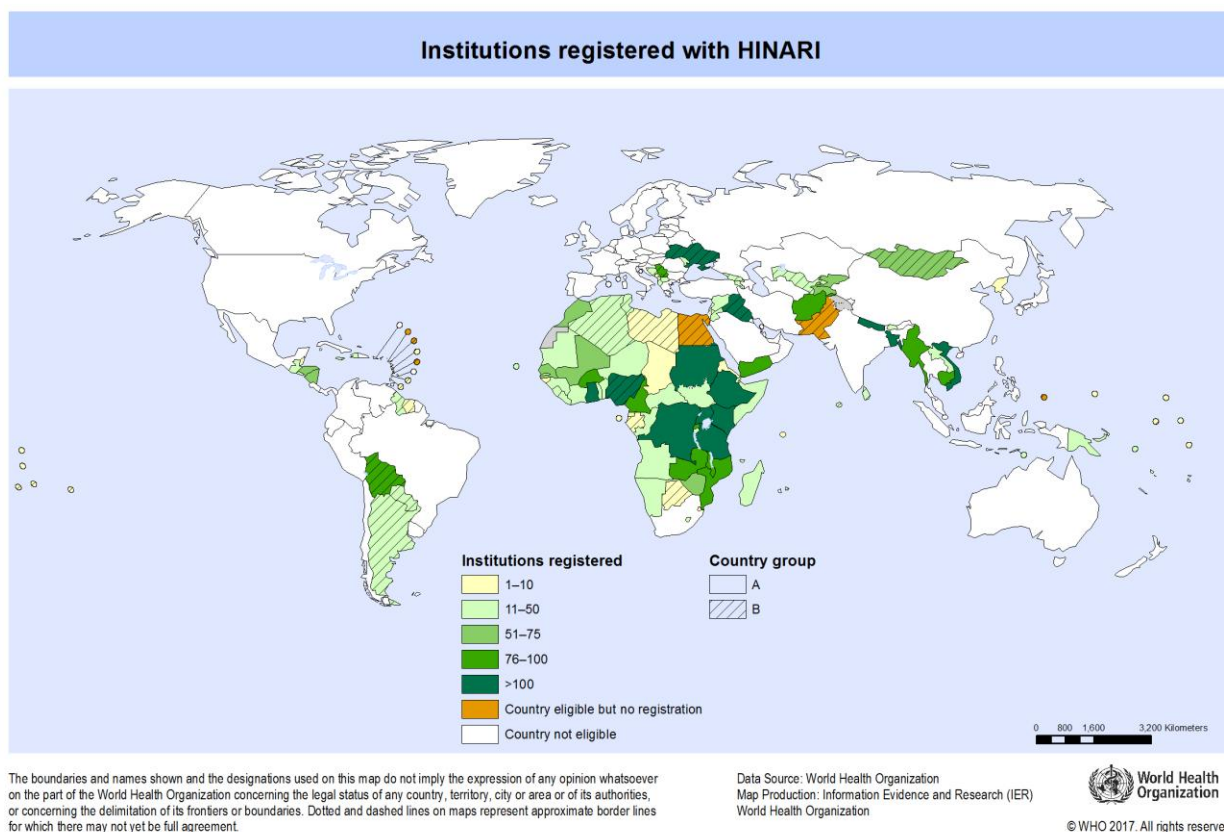 Institutions registered with HINARI
Institutions registered
1–10
11–50
51–75
76–100
>100
Country eligible but no registration
Country not eligible
Country group
A
B
0 800 1,600 3,200 Kilometers
The boundaries and names shown and the designations used on this map do not imply the expression of any opinion whatsoever
on the part of the World Health Organization concerning the legal status of any country, territory, city or area or of its authorities,
or concerning the delimitation of its frontiers or boundaries. Dotted and dashed lines on maps represent approximate border lines
for which there may not yet be full agreement.
Data Source: World Health Organization
Map Production: Information Evidence and Research (IER)
World Health Organization
World Health
Organization
© WHO 2017. All rights reserve